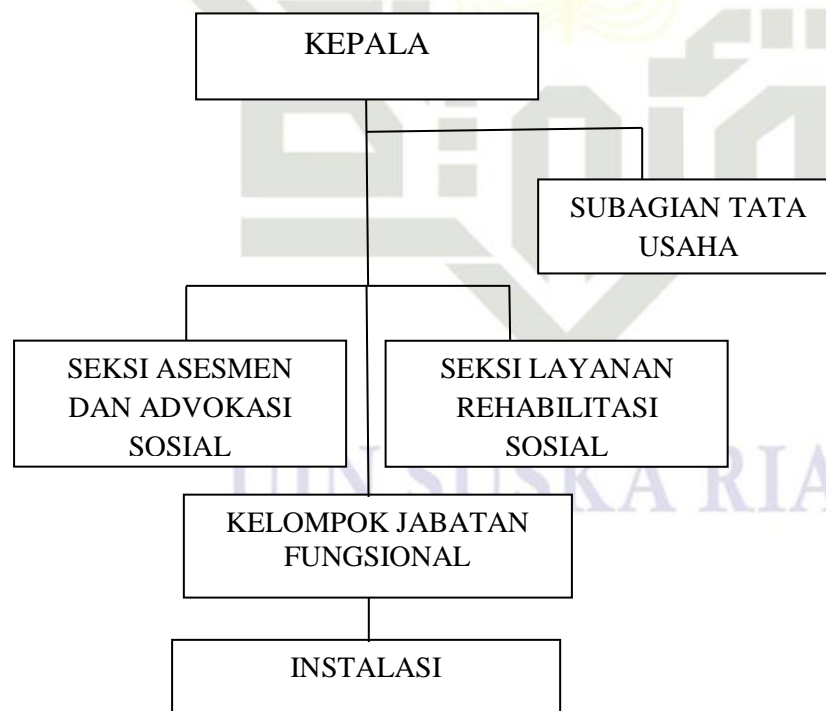 KEPALA
SUBAGIAN TATA
USAHA
SEKSI ASESMEN
DAN ADVOKASI
SOSIAL
SEKSI LAYANAN
REHABILITASI
SOSIAL
UIN SUSKA RIA
KELOMPOK JABATAN
FUNGSIONAL
INSTALASI